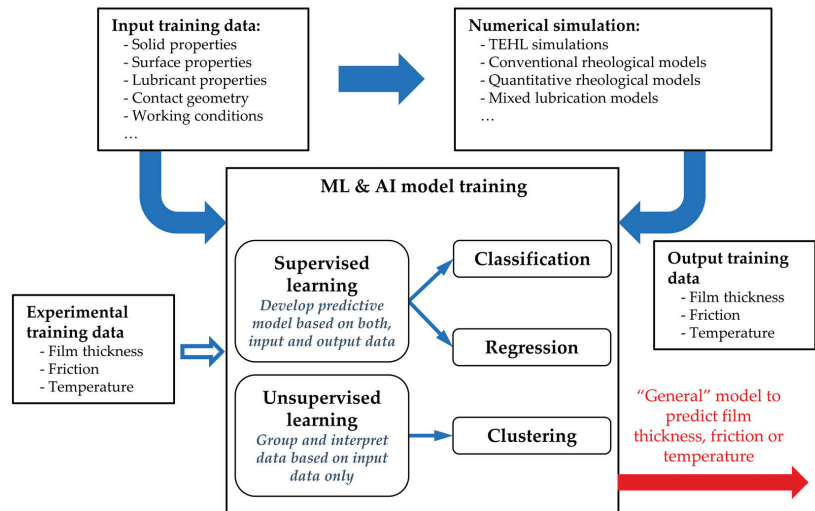 Input training data:
- Solid properties
- Surface properties
- Lubricant properties
- Contact geometry
- Working conditions
…
Numerical simulation:
- TEHL simulations
- Conventional rheological models
- Quantitative rheological models
- Mixed lubrication models
…
ML & AI model training
Supervised
learning
Develop predictive
model based on both,
input and output data
Classification
Regression
Unsupervised
learning
Group and interpret
data based on input
data only
Clustering
Experimental
training data
- Film thickness
- Friction
- Temperature
Output training
data
- Film thickness
- Friction
- Temperature
“General” model to
predict film
thickness, friction or
temperature